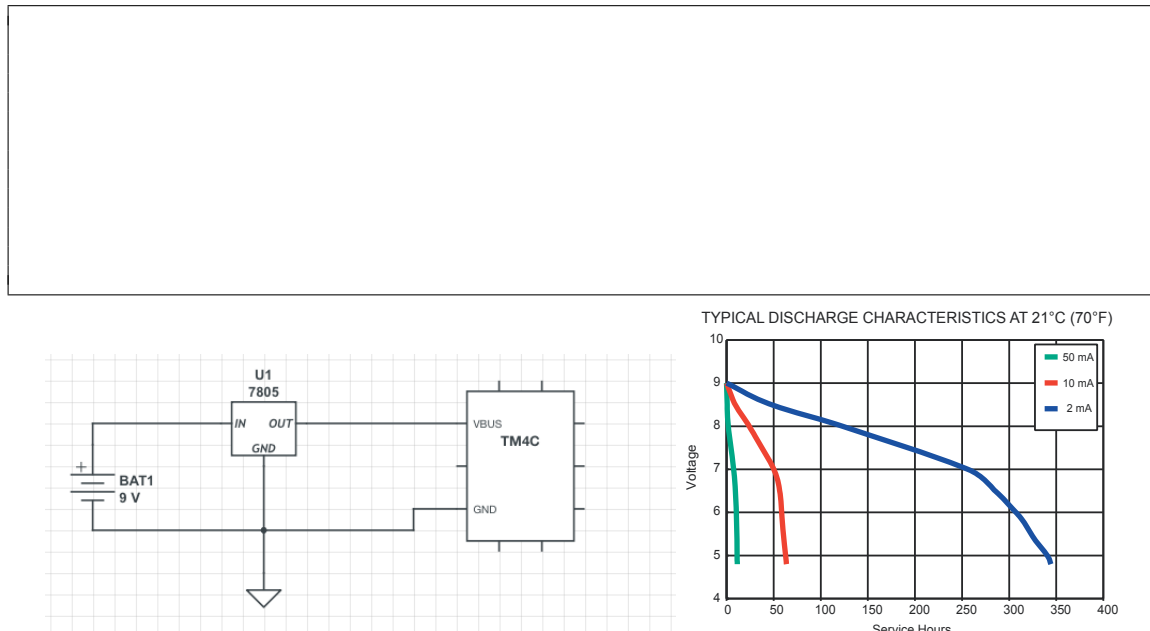 TYPICAL DISCHARGE CHARACTERISTICS AT 21°C (70°F)
U1
7805
IN OUT
GND
+
BAT1
9 V
VBUS
TM4C
GND
Voltage
10
9
8
7
6
5
4
50 mA
10 mA
2 mA
0 50 100 150 200 250 300 350 400
Service Hours